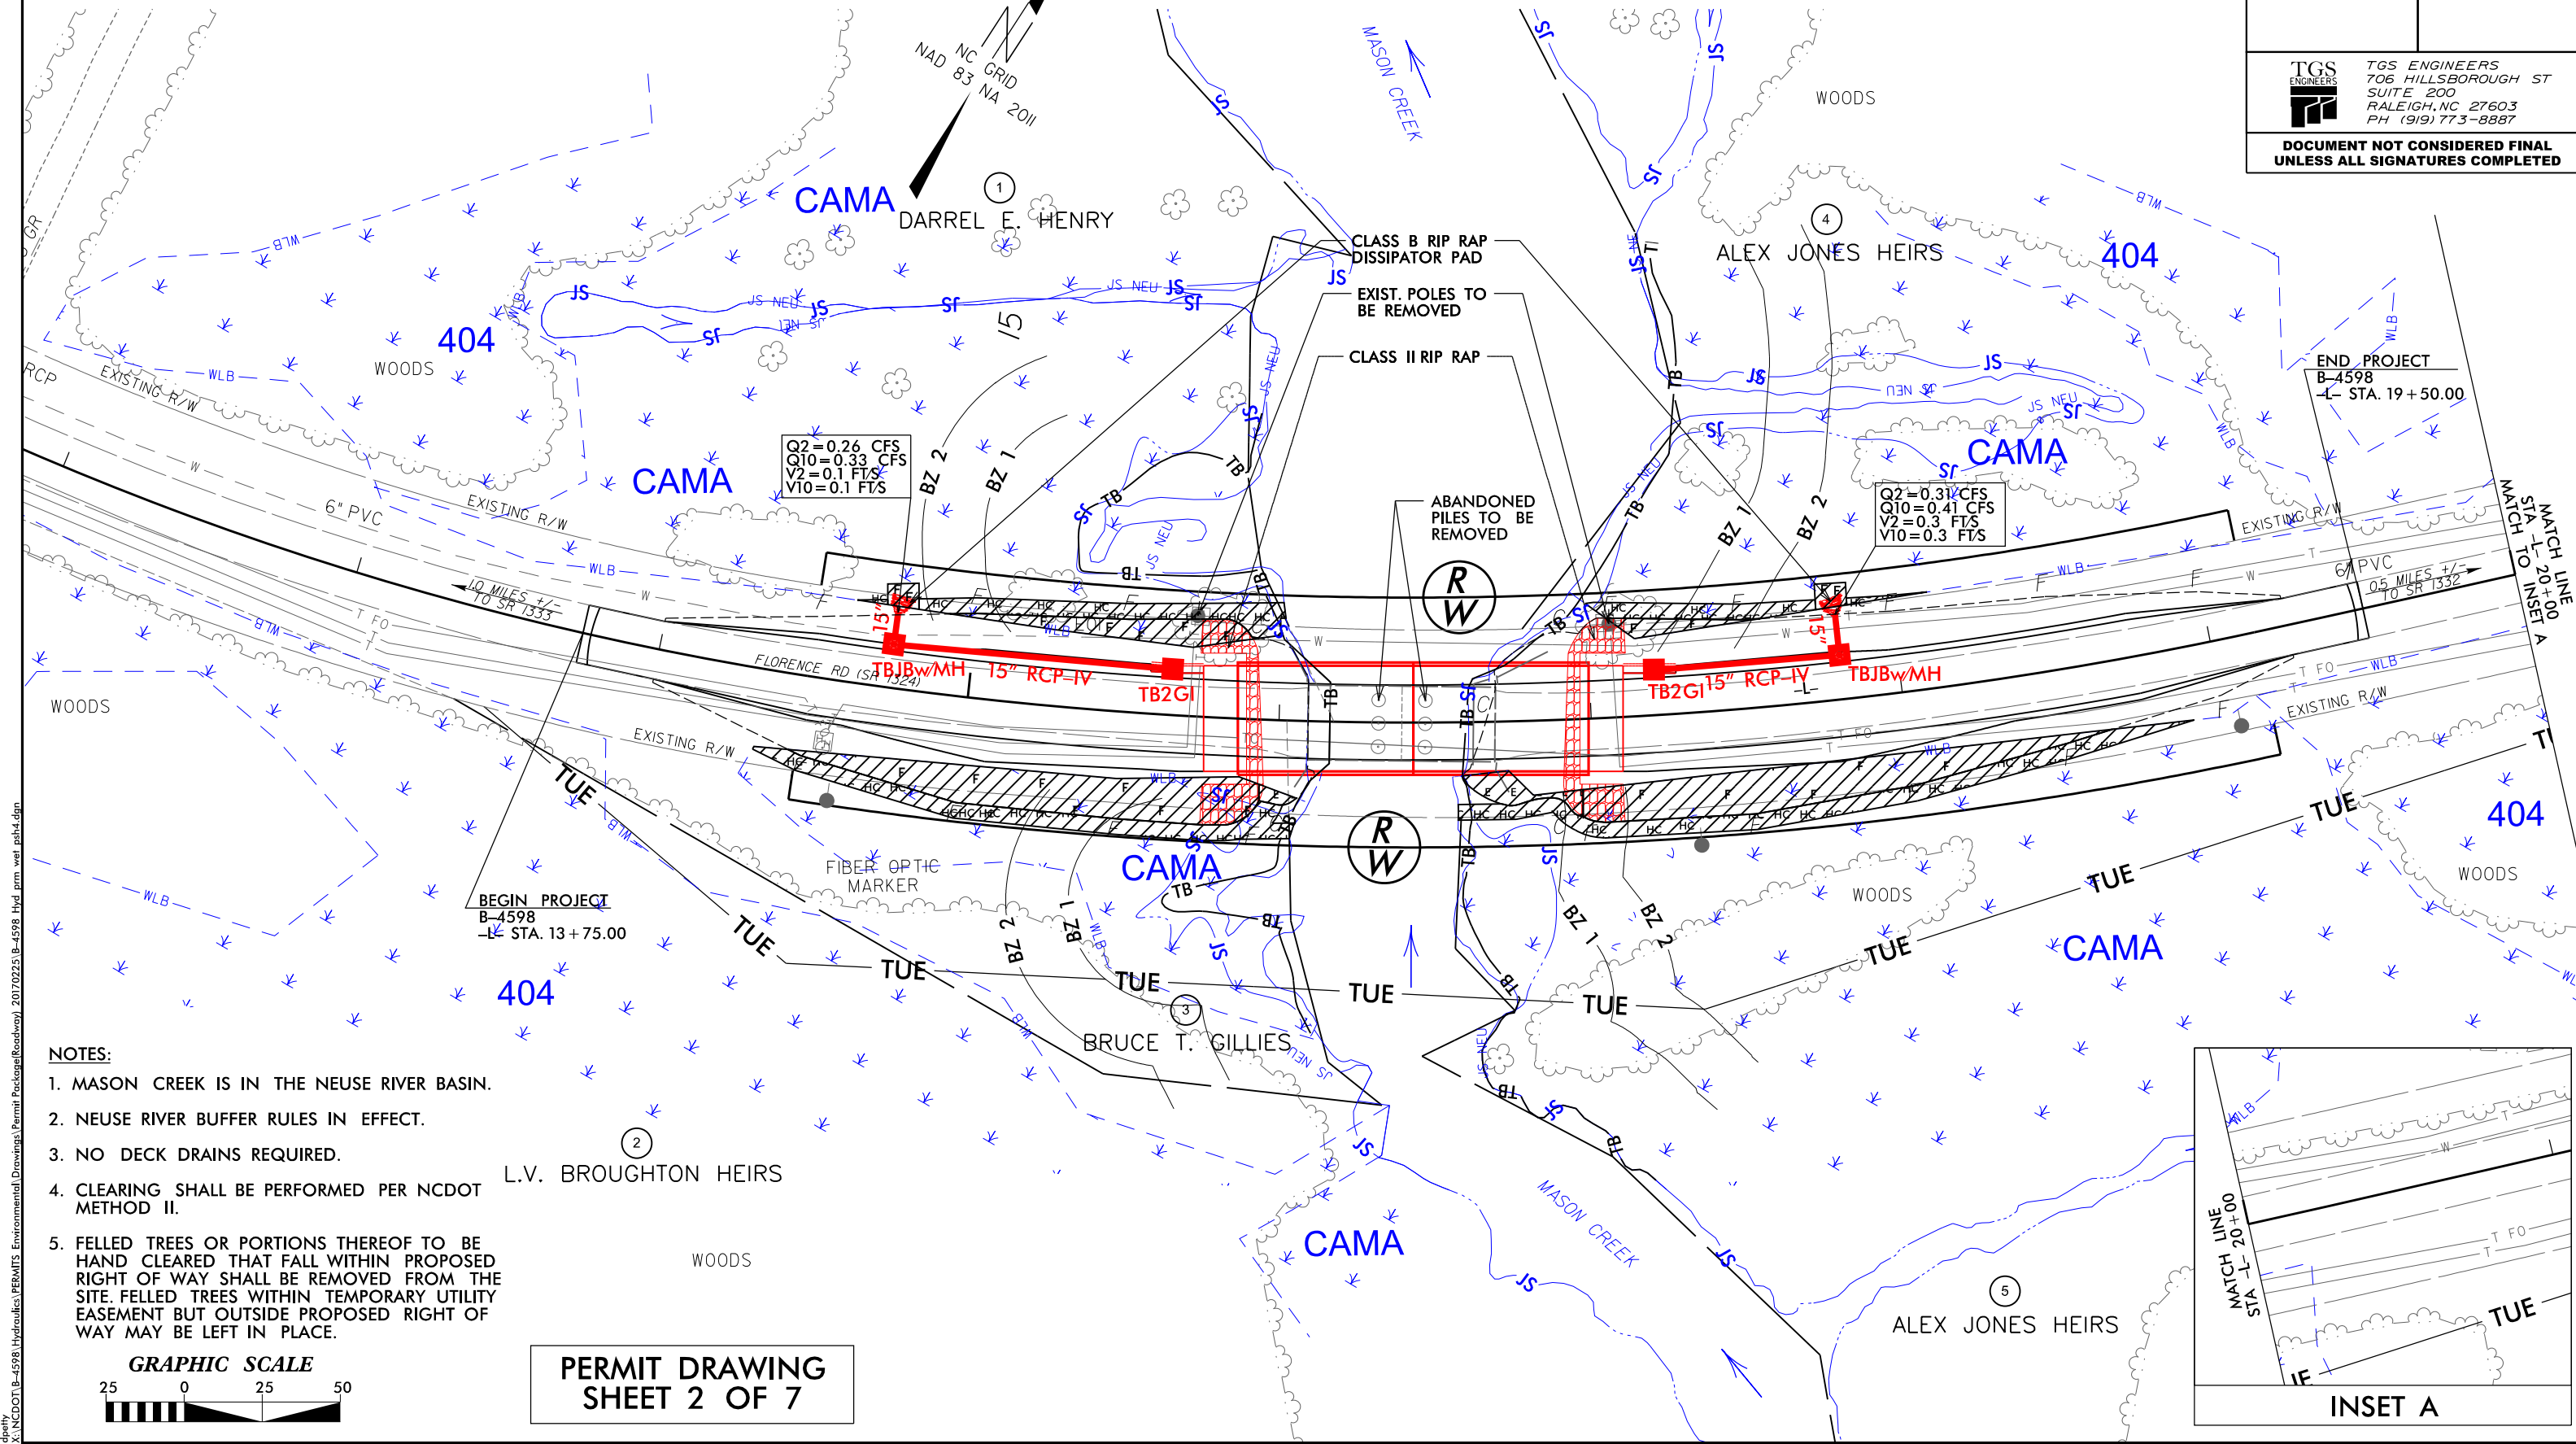 TGS
ENGINEERS
TGS ENGINEERS
706 HILLSBOROUGH ST
SUITE 200
RALEIGH, NC 27603
PH (919) 773-8887
DOCUMENT NOT CONSIDERED FINAL
UNLESS ALL SIGNATURES COMPLETED
NC GRID
NAD 83 NA 2011
MASON CREEK
WOODS
CAMA
1
DARREL E. HENRY
4
ALEX JONES HEIRS
404
404
WOODS
CLASS B RIP RAP
DISSIPATOR PAD
EXIST. POLES TO
BE REMOVED
CLASS II RIP RAP
ABANDONED
PILES TO BE
REMOVED
15
END PROJECT
B-4598
-L- STA. 19+50.00
CAMA
CAMA
Q2=0.26 CFS
Q10=0.33 CFS
V2=0.1 FT/S
V10=0.1 FT/S
Q2=0.31 CFS
Q10=0.41 CFS
V2=0.3 FT/S
V10=0.3 FT/S
BZ 2
BZ 1
BZ 1
BZ 2
GR
RCP
EXISTING R/W
EXISTING R/W
6" PVC
EXISTING R/W
6" PVC
MATCH LINE
STA -L- 20+00
MATCH TO INSET A
1.0 MILES +/-
TO SR 1333
0.5 MILES +/-
TO SR 1332
R
W
15"
15"
FLORENCE RD (SR 1324)
TBJBw/MH
15" RCP-IV
TB2GI
TB2GI
15" RCP-IV
TBJBw/MH
-L-
EXISTING R/W
EXISTING R/W
WOODS
R
W
TUE
TUE
TUE
TUE
TUE
TUE
TUE
TUE
TUE
FIBER OPTIC
MARKER
CAMA
WOODS
404
WOODS
CAMA
BEGIN PROJECT
B-4598
-L- STA. 13+75.00
BZ 2
BZ 1
BZ 1
BZ 2
404
3
BRUCE T. GILLIES
2
L.V. BROUGHTON HEIRS
WOODS
CAMA
MASON CREEK
5
ALEX JONES HEIRS
NOTES:
1. MASON CREEK IS IN THE NEUSE RIVER BASIN.
2. NEUSE RIVER BUFFER RULES IN EFFECT.
3. NO DECK DRAINS REQUIRED.
4. CLEARING SHALL BE PERFORMED PER NCDOT
METHOD II.
5. FELLED TREES OR PORTIONS THEREOF TO BE
HAND CLEARED THAT FALL WITHIN PROPOSED
RIGHT OF WAY SHALL BE REMOVED FROM THE
SITE. FELLED TREES WITHIN TEMPORARY UTILITY
EASEMENT BUT OUTSIDE PROPOSED RIGHT OF
WAY MAY BE LEFT IN PLACE.
GRAPHIC SCALE
25 0 25 50
PERMIT DRAWING
SHEET 2 OF 7
MATCH LINE
STA -L- 20+00
TUE
INSET A